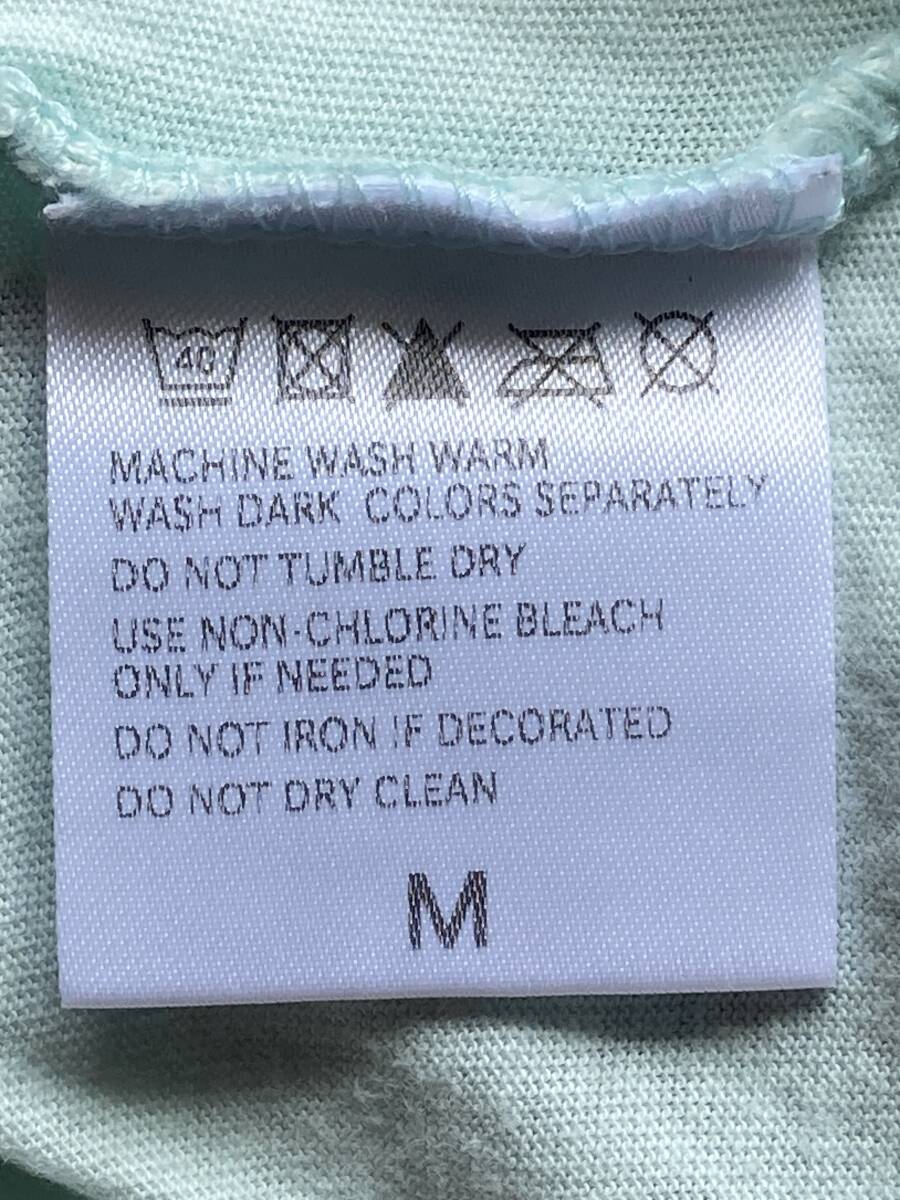 40
MACHINE WASH WARM
WASH DARK COLORS SEPARATELY
DO NOT TUMBLE DRY
USE NON-CHLORINE BLEACH
ONLY IF NEEDED
DO NOT IRON IF DECORATED
DO NOT DRY CLEAN
M